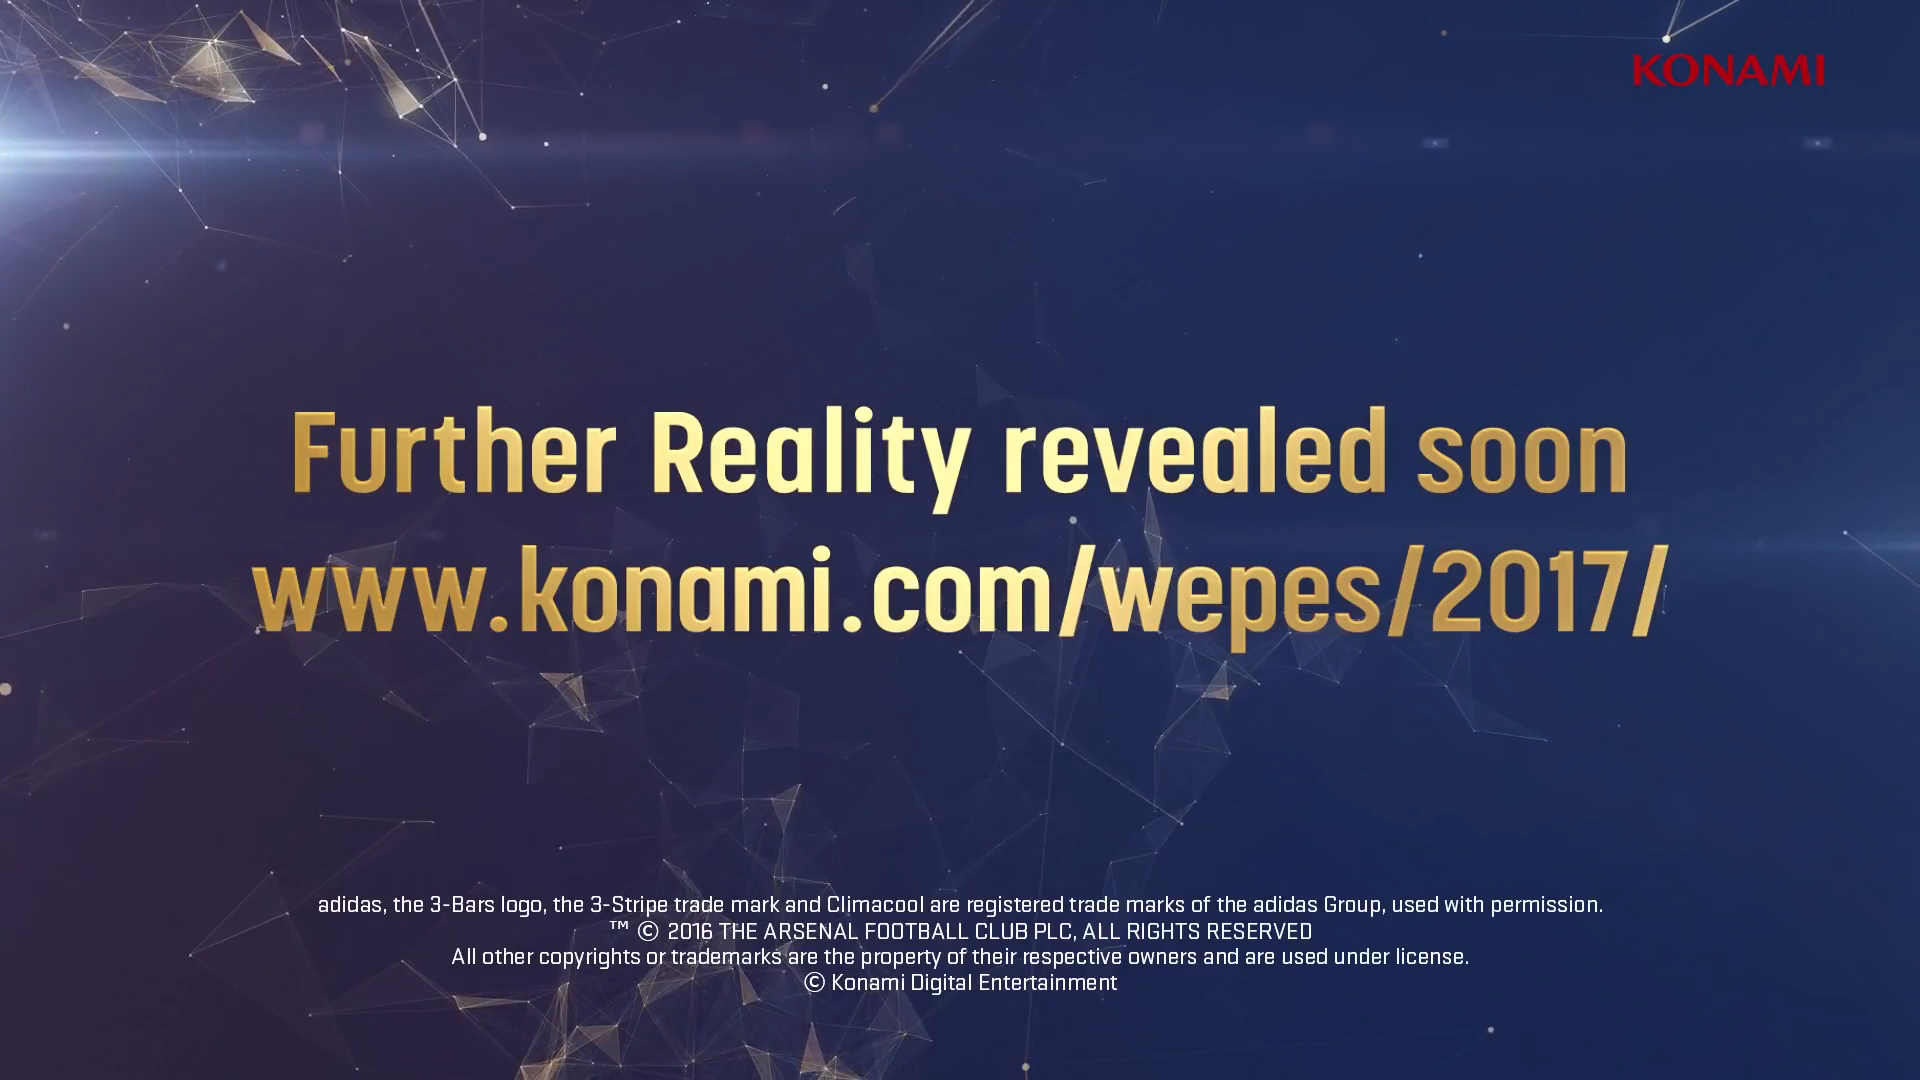 KONAMI
Further Reality revealed soon
www.konami.com/wepes/2017/
adidas, the 3-Bars logo, the 3-Stripe trade mark and Climacool are registered trade marks of the adidas Group, used with permission.
™ © 2016 THE ARSENAL FOOTBALL CLUB PLC, ALL RIGHTS RESERVED
All other copyrights or trademarks are the property of their respective owners and are used under license.
© Konami Digital Entertainment